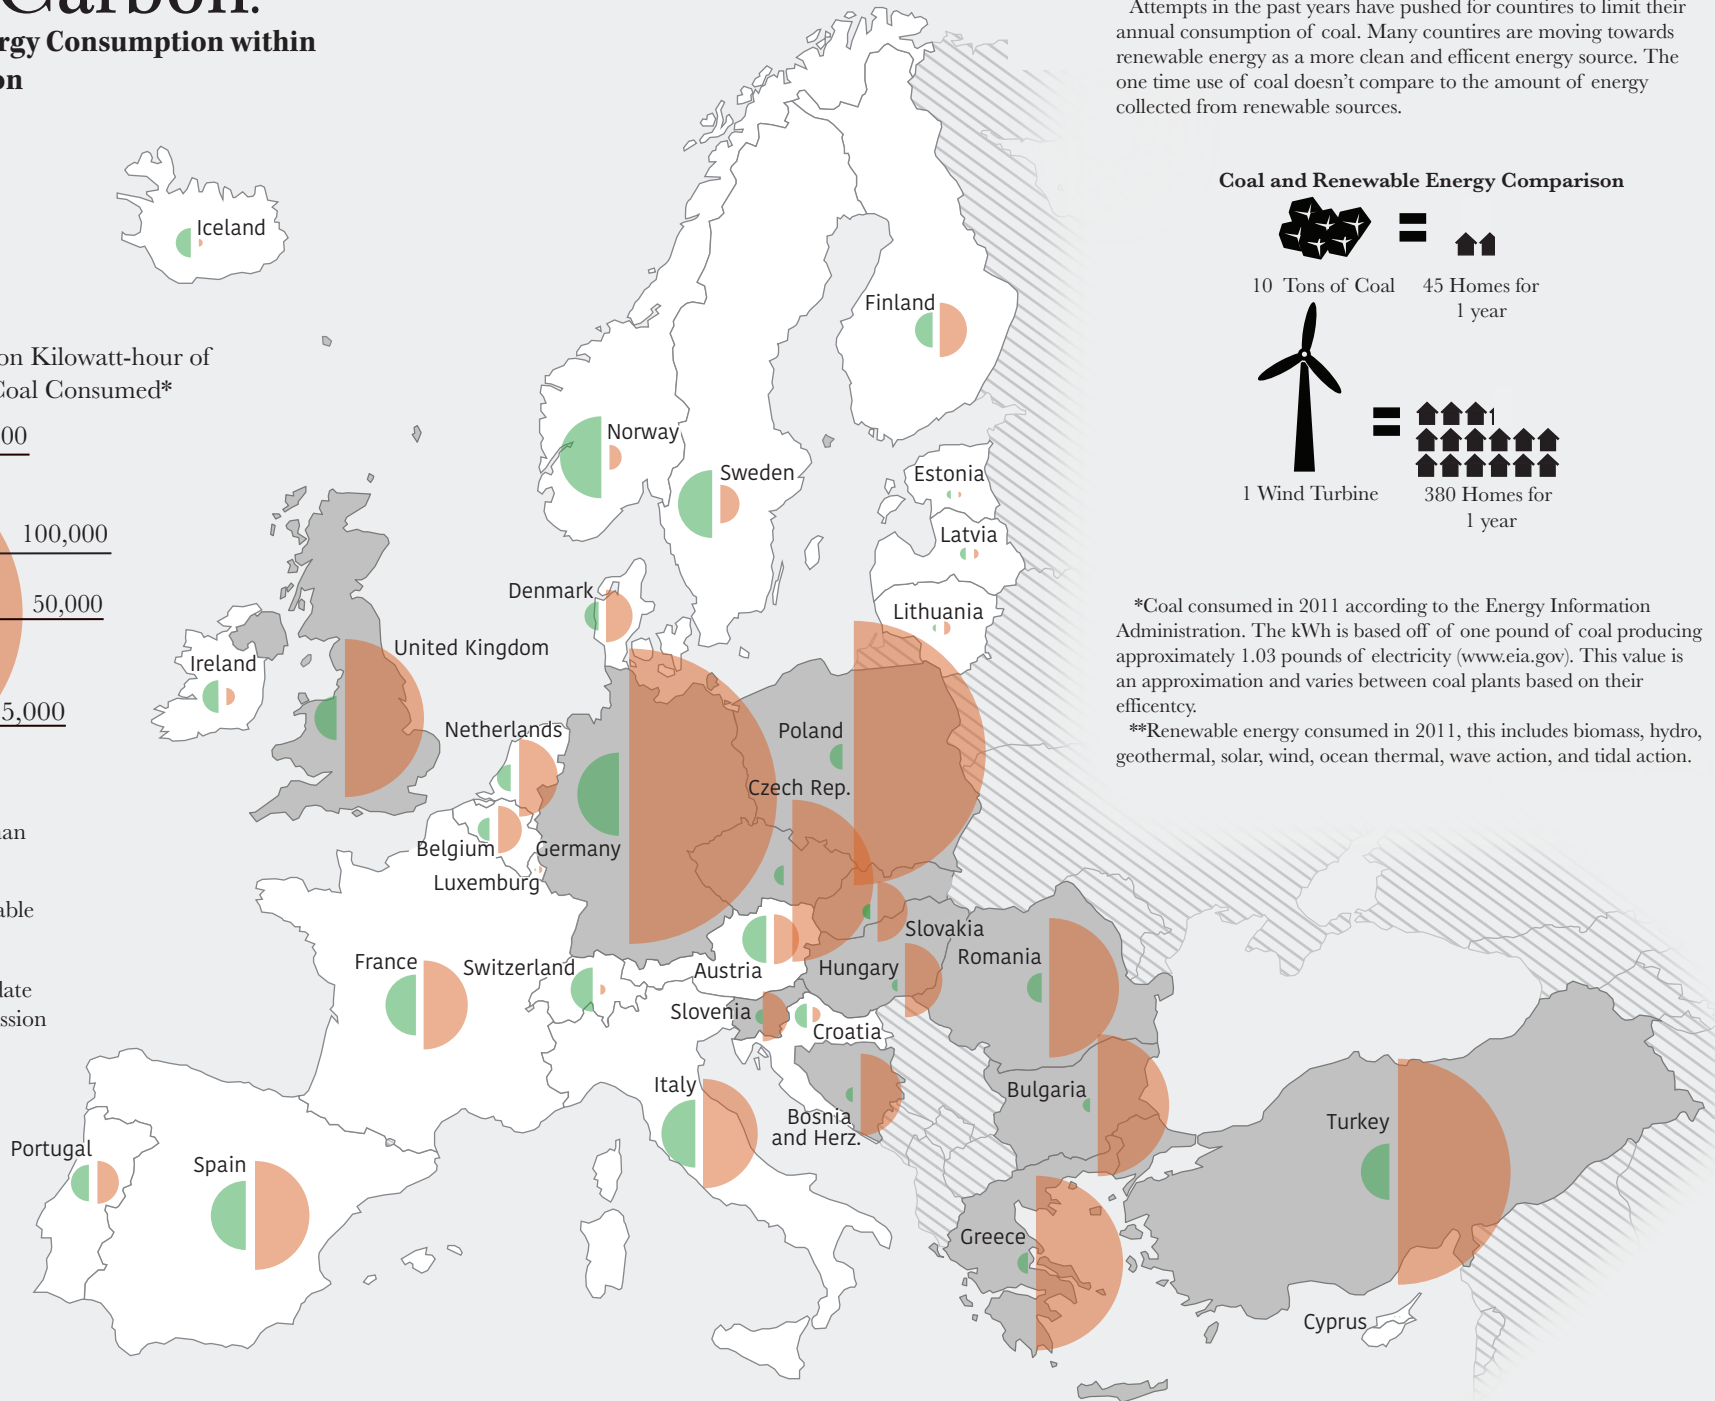 Carbon:
rgy Consumption within
on
on Kilowatt-hour of
Coal Consumed*
00
100,000
50,000
5,000
an
able
late
ssion
Attempts in the past years have pushed for countires to limit their
annual consumption of coal. Many countires are moving towards
renewable energy as a more clean and efficent energy source. The
one time use of coal doesn't compare to the amount of energy
collected from renewable sources.
Coal and Renewable Energy Comparison
10 Tons of Coal
45 Homes for
1 year
1 Wind Turbine
380 Homes for
1 year
*Coal consumed in 2011 according to the Energy Information
Administration. The kWh is based off of one pound of coal producing
approximately 1.03 pounds of electricity (www.eia.gov). This value is
an approximation and varies between coal plants based on their
efficentcy.
**Renewable energy consumed in 2011, this includes biomass, hydro,
geothermal, solar, wind, ocean thermal, wave action, and tidal action.
Iceland
Finland
Norway
Sweden
Estonia
Latvia
Denmark
Lithuania
United Kingdom
Ireland
Netherlands
Poland
Czech Rep.
Belgium
Germany
Luxemburg
Slovakia
France
Switzerland
Austria
Hungary
Romania
Slovenia
Croatia
Italy
Bulgaria
Bosnia
and Herz.
Turkey
Portugal
Spain
Greece
Cyprus